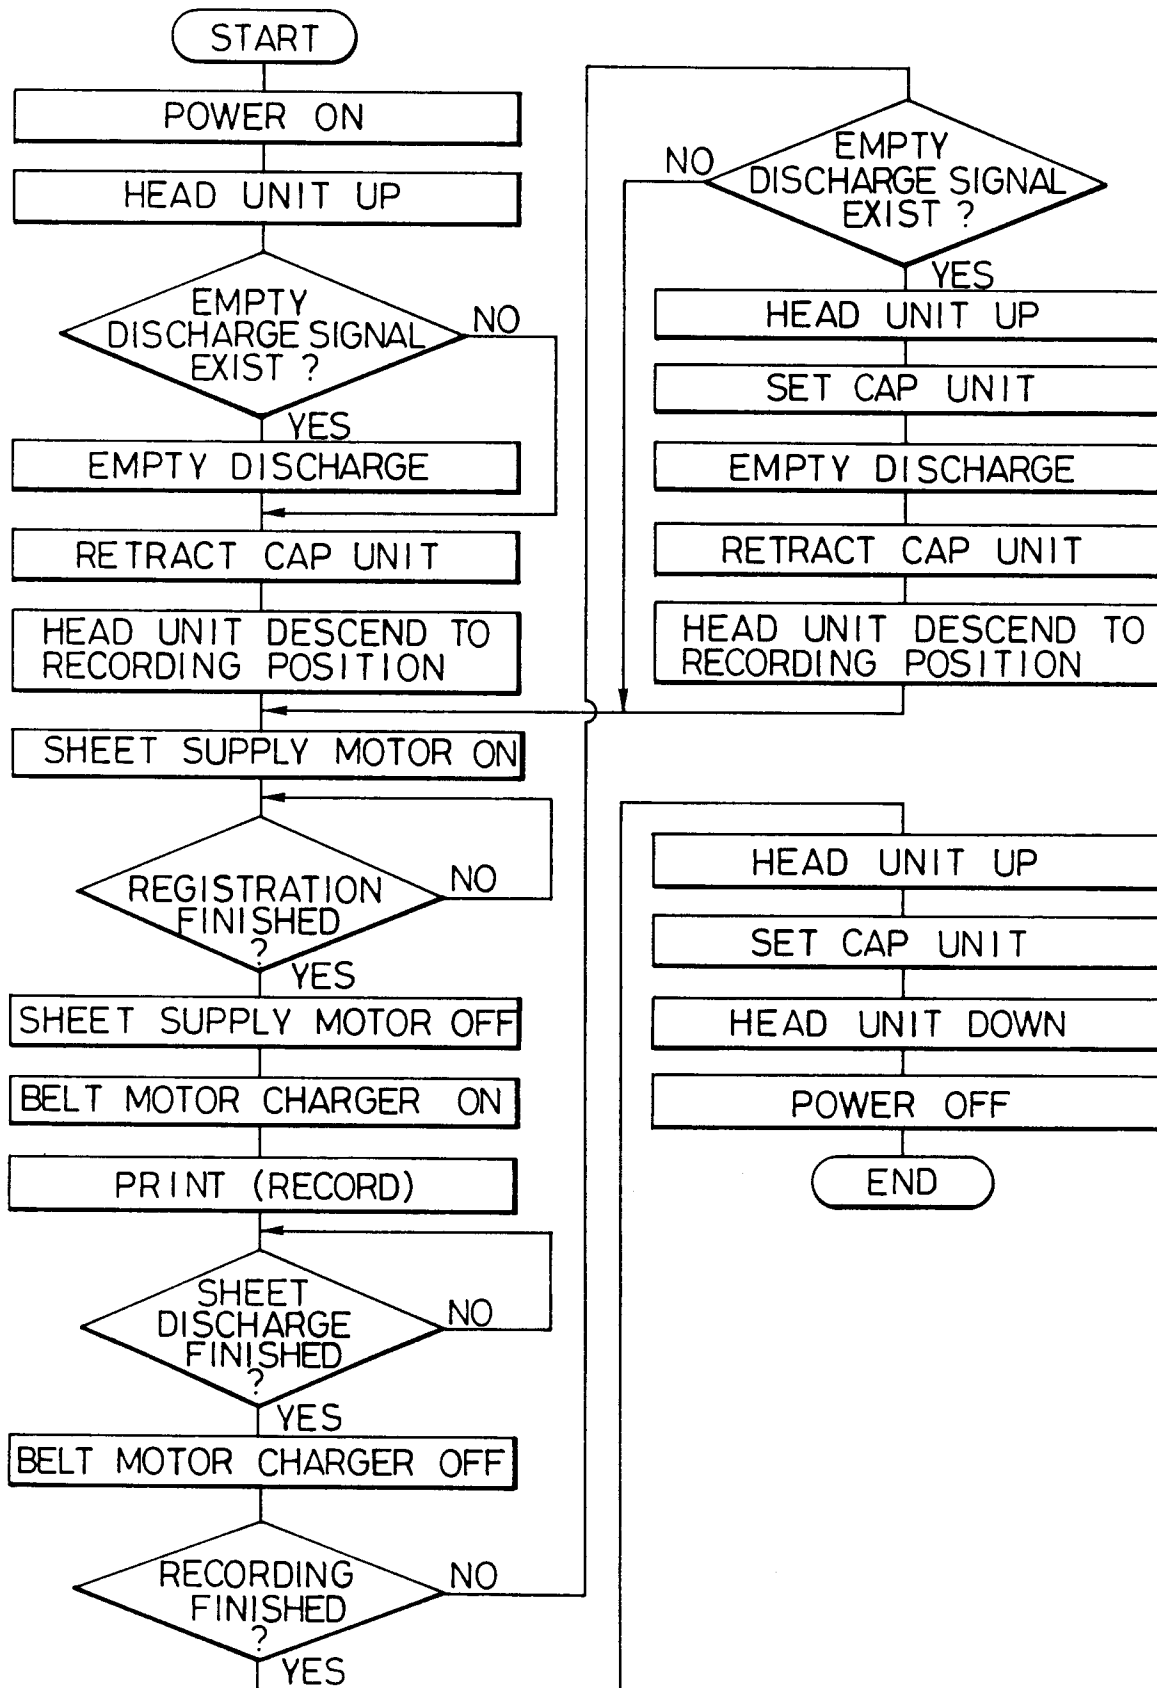 START
POWER ON
HEAD UNIT UP
EMPTY
DISCHARGE SIGNAL
EXIST ?
NO
YES
EMPTY DISCHARGE
RETRACT CAP UNIT
HEAD UNIT DESCEND TO
RECORDING POSITION
SHEET SUPPLY MOTOR ON
REGISTRATION
FINISHED
?
NO
YES
SHEET SUPPLY MOTOR OFF
BELT MOTOR CHARGER ON
PRINT (RECORD)
SHEET
DISCHARGE
FINISHED
?
NO
YES
BELT MOTOR CHARGER OFF
RECORDING
FINISHED
?
NO
YES
EMPTY
DISCHARGE SIGNAL
EXIST ?
NO
YES
HEAD UNIT UP
SET CAP UNIT
EMPTY DISCHARGE
RETRACT CAP UNIT
HEAD UNIT DESCEND TO
RECORDING POSITION
HEAD UNIT UP
SET CAP UNIT
HEAD UNIT DOWN
POWER OFF
END